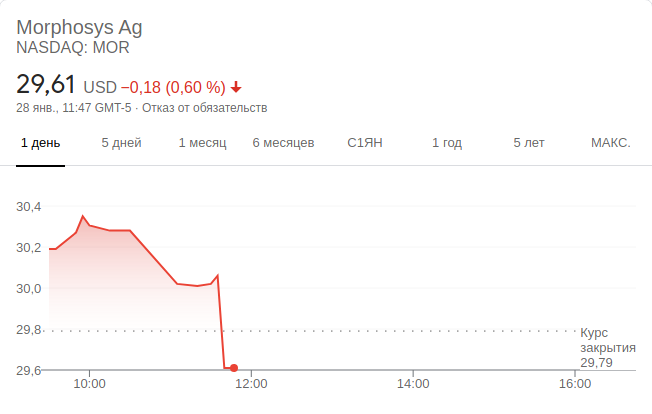 Morphosys Ag
NASDAQ: MOR
29,61 USD −0,18 (0,60 %)
28 янв., 11:47 GMT-5 · Отказ от обязательств
1 день 5 дней 1 месяц 6 месяцев С1ЯН 1 год 5 лет МАКС.
30,4
30,2
30,0
29,8
29,6
Курс
закрытия
29,79
10:00 12:00 14:00 16:00